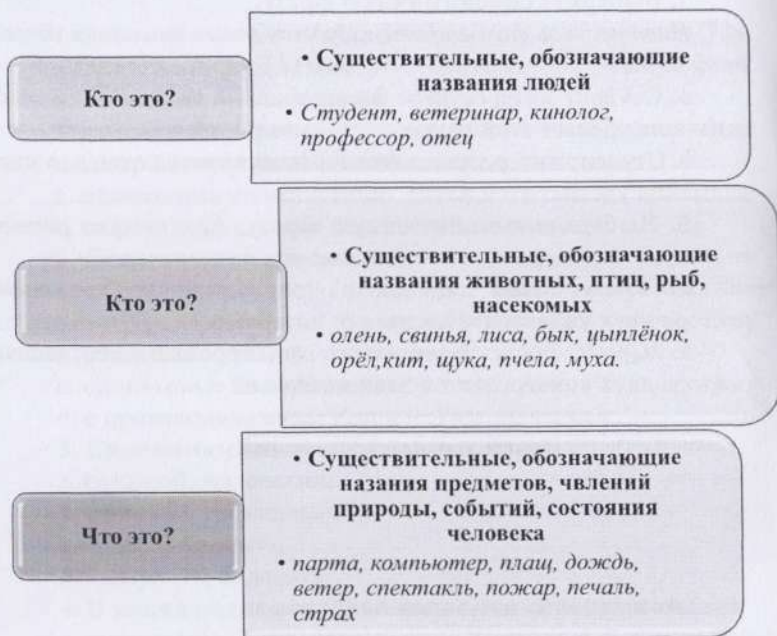 Кто это?
• Существительные, обозначающие
названия людей
• Студент, ветеринар, кинолог,
профессор, отец
Кто это?
• Существительные, обозначающие
названия животных, птиц, рыб,
насекомых
• олень, свинья, лиса, бык, цыплёнок,
орёл,кит, щука, пчела, муха.
Что это?
• Существительные, обозначающие
назания предметов, чвлений
природы, событий, состояния
человека
• парта, компьютер, плащ, дождь,
ветер, спектакль, пожар, печаль,
страх